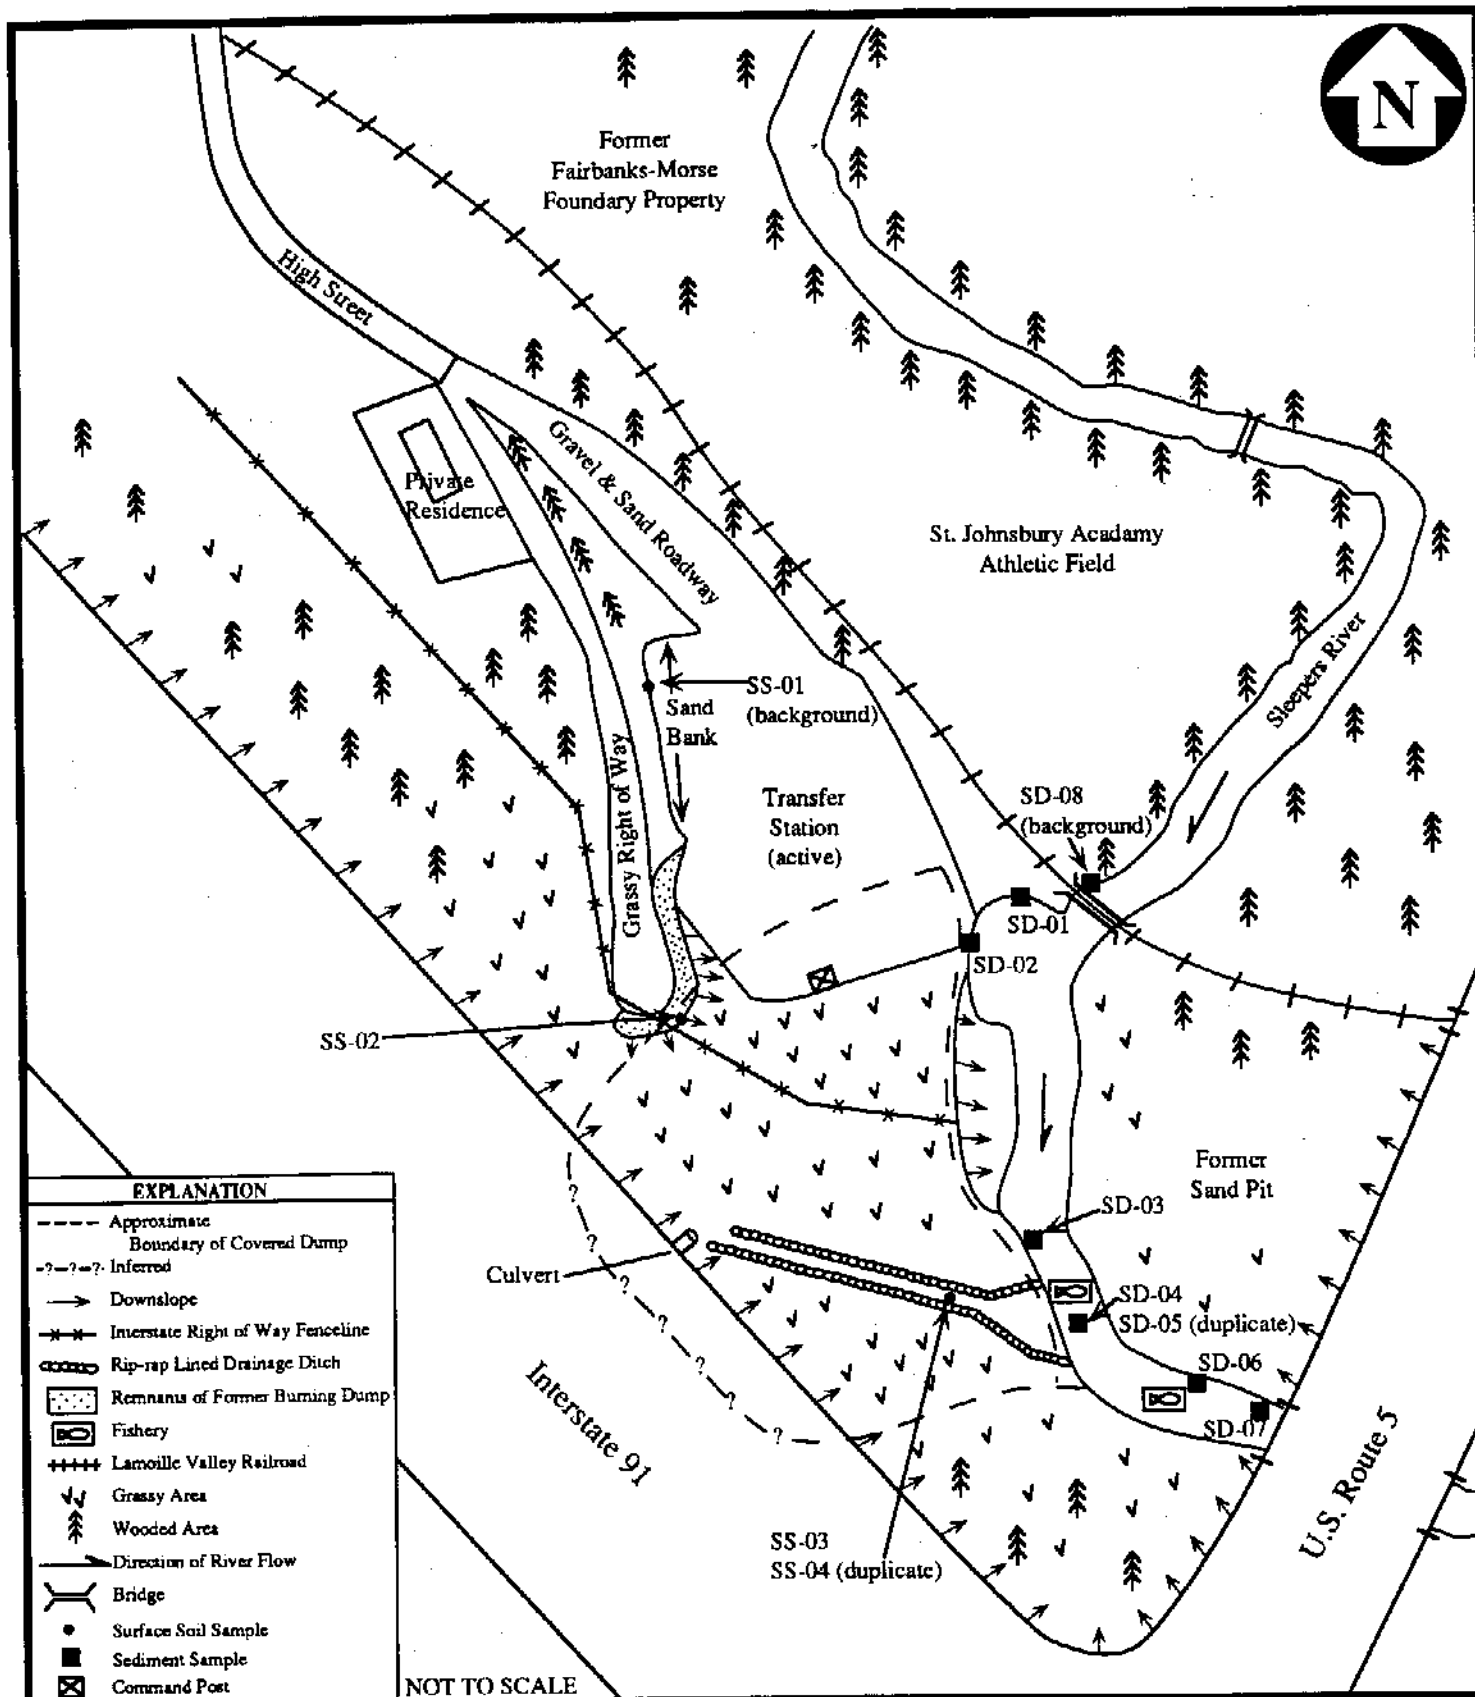 N
Former
Fairbanks-Morse
Foundary Property
High Street
Gravel & Sand Roadway
Private
Residence
St. Johnsbury Acadamy
Athletic Field
Sleepers River
SS-01
(background)
Sand
Bank
Grassy Right of Way
Transfer
Station
(active)
SD-08
(background)
SD-01
SD-02
SS-02
Former
Sand Pit
SD-03
Culvert
SD-04
SD-05 (duplicate)
SD-06
SD-07
Interstate 91
U.S. Route 5
SS-03
SS-04 (duplicate)
EXPLANATION
Approximate
Boundary of Covered Dump
-?-?-?- Inferred
Downslope
Interstate Right of Way Fenceline
Rip-rap Lined Drainage Ditch
Remnants of Former Burning Dump
Fishery
Lamoille Valley Railroad
Grassy Area
Wooded Area
Direction of River Flow
Bridge
Surface Soil Sample
Sediment Sample
Command Post
NOT TO SCALE
? ? ? ? ? ? ?